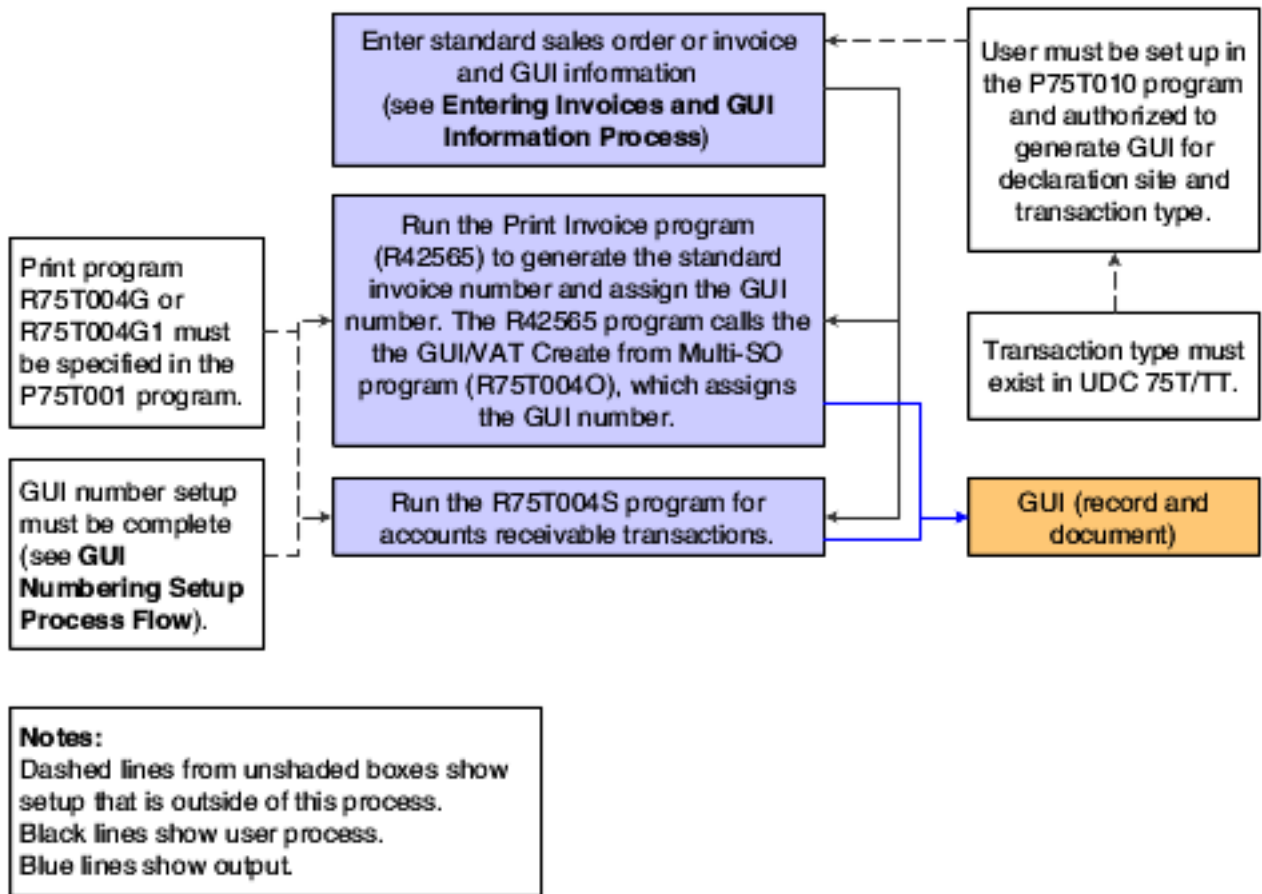 Enter standard sales order or invoice
and GUI information
(see Entering Invoices and GUI
Information Process)
User must be set up in
the P75T010 program
and authorized to
generate GUI for
declaration site and
transaction type.
Run the Print Invoice program
(R42565) to generate the standard
invoice number and assign the GUI
number. The R42565 program calls the
the GUI/VAT Create from Multi-SO
program (R75T004O), which assigns
the GUI number.
Print program
R75T004G or
R75T004G1 must
be specified in the
P75T001 program.
Transaction type must
exist in UDC 75T/TT.
GUI number setup
must be complete
(see GUI
Numbering Setup
Process Flow).
Run the R75T004S program for
accounts receivable transactions.
GUI (record and
document)
Notes:
Dashed lines from unshaded boxes show
setup that is outside of this process.
Black lines show user process.
Blue lines show output.